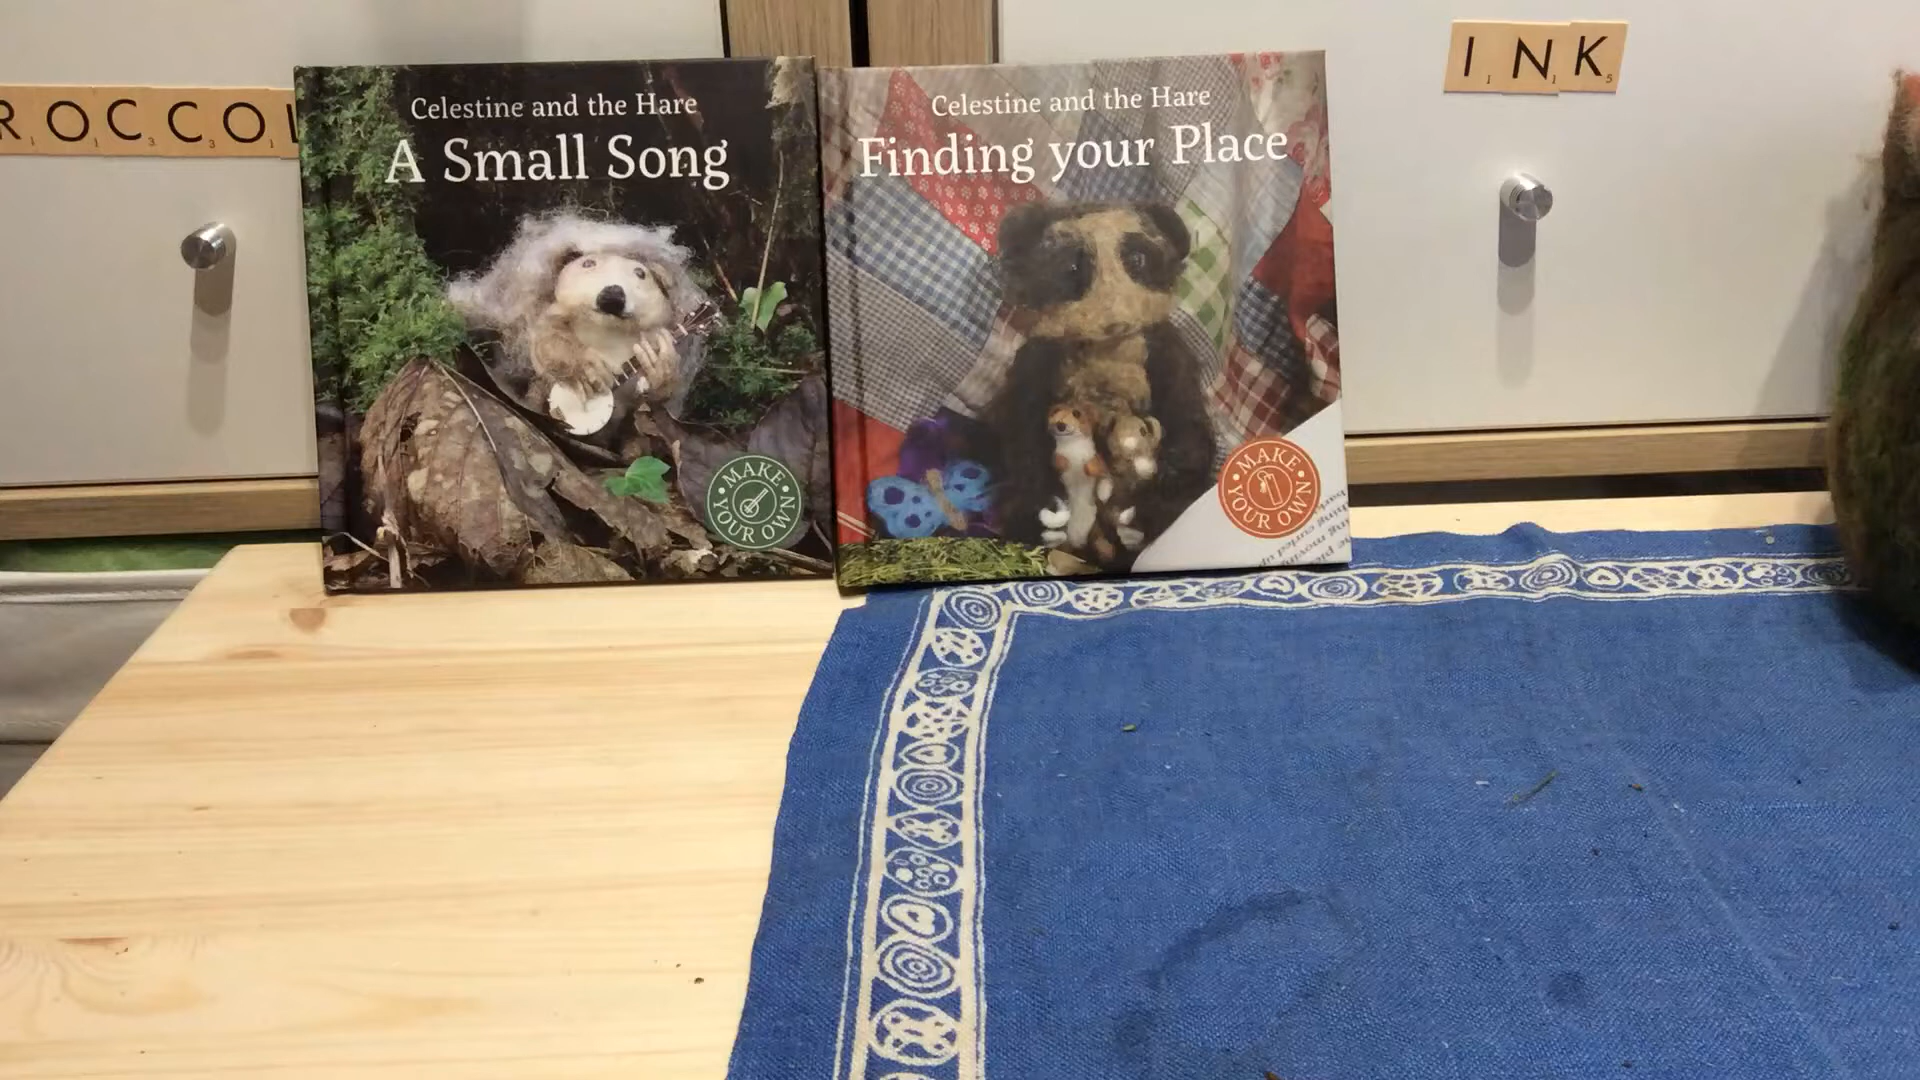 ROCCOL
INK
Celestine and the Hare
A Small Song
MAKE
YOUR OWN
Celestine and the Hare
Finding your Place
MAKE
YOUR OWN